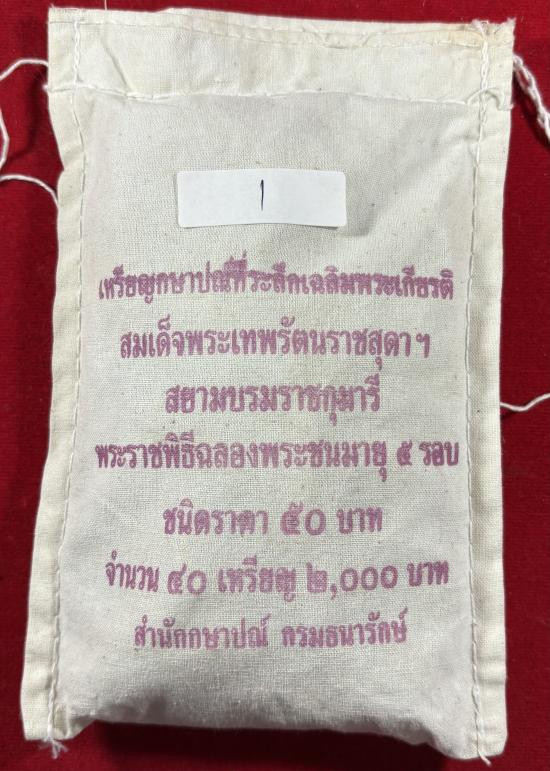 1
เหรียญกษาปณ์ที่ระลึกเฉลิมพระเกียรติ
สมเด็จพระเทพรัตนราชสุดาฯ
สยามบรมราชกุมารี
พระราชพิธีฉลองพระชนมายุ ๕ รอบ
ชนิดราคา ๕๐ บาท
จำนวน ๔๐ เหรียญ ๒,๐๐๐ บาท
สำนักกษาปณ์ กรมธนารักษ์